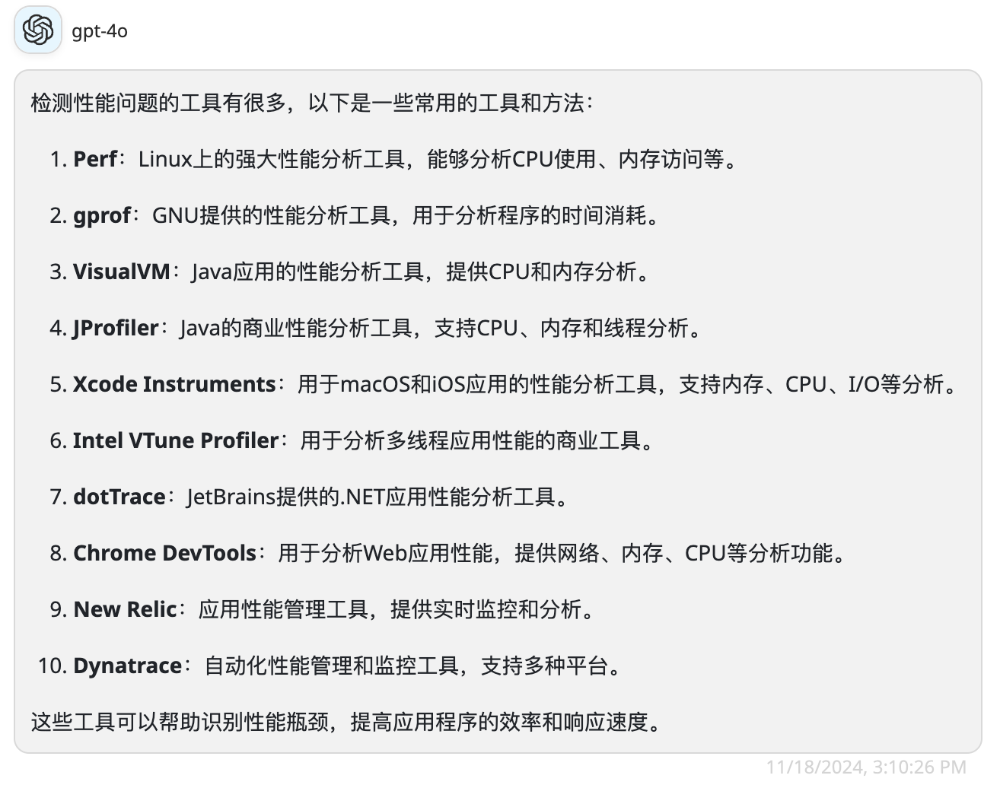 gpt-4o
检测性能问题的工具有很多，以下是一些常用的工具和方法：
1. Perf：Linux上的强大性能分析工具，能够分析CPU使用、内存访问等。
2. gprof：GNU提供的性能分析工具，用于分析程序的时间消耗。
3. VisualVM：Java应用的性能分析工具，提供CPU和内存分析。
4. JProfiler：Java的商业性能分析工具，支持CPU、内存和线程分析。
5. Xcode Instruments：用于macOS和iOS应用的性能分析工具，支持内存、CPU、I/O等分析。
6. Intel VTune Profiler：用于分析多线程应用性能的商业工具。
7. dotTrace：JetBrains提供的.NET应用性能分析工具。
8. Chrome DevTools：用于分析Web应用性能，提供网络、内存、CPU等分析功能。
9. New Relic：应用性能管理工具，提供实时监控和分析。
10. Dynatrace：自动化性能管理和监控工具，支持多种平台。
这些工具可以帮助识别性能瓶颈，提高应用程序的效率和响应速度。
11/18/2024, 3:10:26 PM